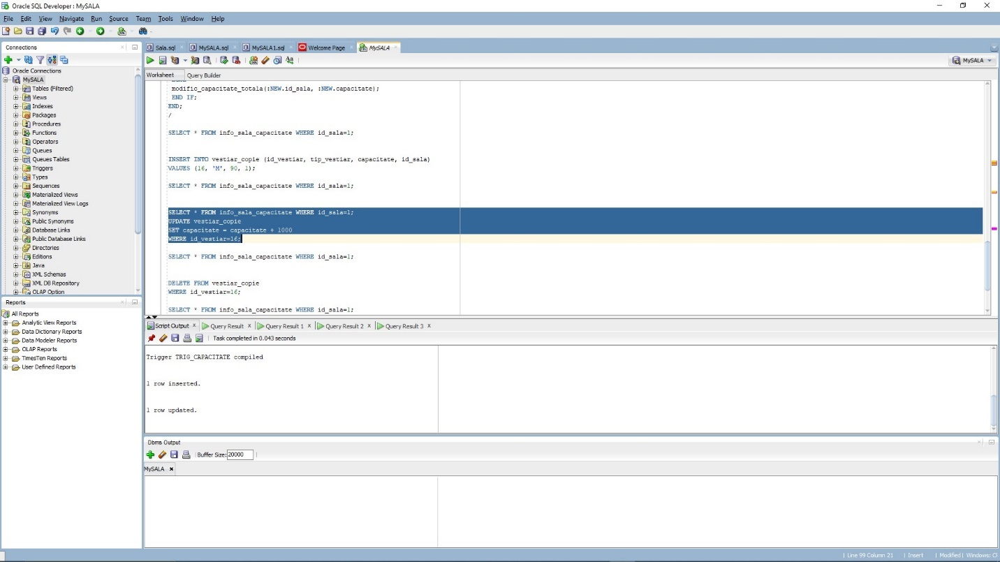 Oracle SQL Developer : MySALA
File Edit View Navigate Run Source Team Tools Window Help
Connections
Oracle Connections
MySALA
Tables (Filtered)
Views
Indexes
Packages
Procedures
Functions
Operators
Queues
Queues Tables
Triggers
Types
Sequences
Materialized Views
Materialized View Logs
Synonyms
Public Synonyms
Database Links
Public Database Links
Directories
Editions
Java
XML Schemas
XML DB Repository
OLAP Option
Reports
All Reports
Analytic View Reports
Data Dictionary Reports
Data Modeler Reports
OLAP Reports
TimesTen Reports
User Defined Reports
Sala.sql MySALA.sql MySALA1.sql Welcome Page MySALA
MySALA
Worksheet Query Builder
modific_capacitate_totala(:NEW.id_sala, :NEW.capacitate);
END IF;
END;
/
SELECT * FROM info_sala_capacitate WHERE id_sala=1;
INSERT INTO vestiar_copie (id_vestiar, tip_vestiar, capacitate, id_sala)
VALUES (16, 'M', 90, 1);
SELECT * FROM info_sala_capacitate WHERE id_sala=1;
SELECT * FROM info_sala_capacitate WHERE id_sala=1;
UPDATE vestiar_copie
SET capacitate = capacitate + 1000
WHERE id_vestiar=16;
SELECT * FROM info_sala_capacitate WHERE id_sala=1;
DELETE FROM vestiar_copie
WHERE id_vestiar=16;
SELECT * FROM info_sala_capacitate WHERE id_sala=1;
Script Output x Query Result x Query Result 1 x Query Result 2 x Query Result 3 x
Task completed in 0.043 seconds
Trigger TRIG_CAPACITATE compiled
1 row inserted.
1 row updated.
Dbms Output
Buffer Size: 20000
MySALA x
Line 99 Column 21 | Insert | Modified | Windows: C